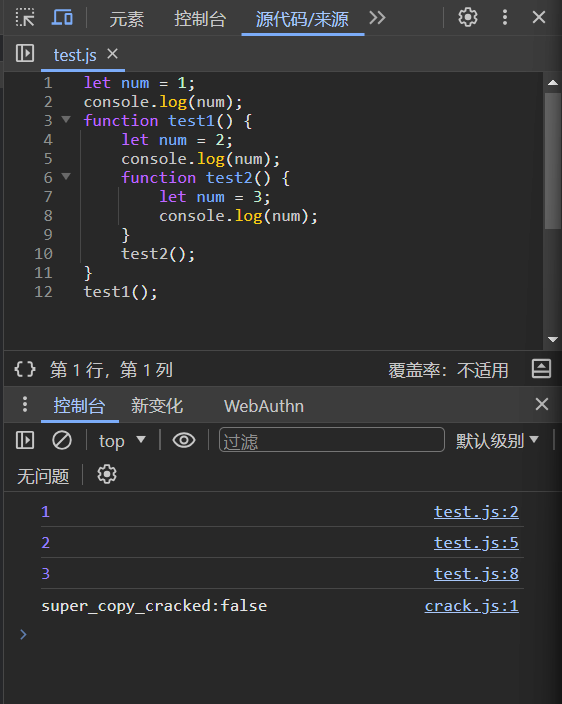 元素 控制台 源代码/来源
test.js
1 let num = 1;
2 console.log(num);
3 function test1() {
4 let num = 2;
5 console.log(num);
6 function test2() {
7 let num = 3;
8 console.log(num);
9 }
10 test2();
11 }
12 test1();
{} 第 1 行，第 1 列 覆盖率：不适用
控制台 新变化 WebAuthn
top 过滤 默认级别
无问题
1 test.js:2
2 test.js:5
3 test.js:8
super_copy_cracked:false crack.js:1